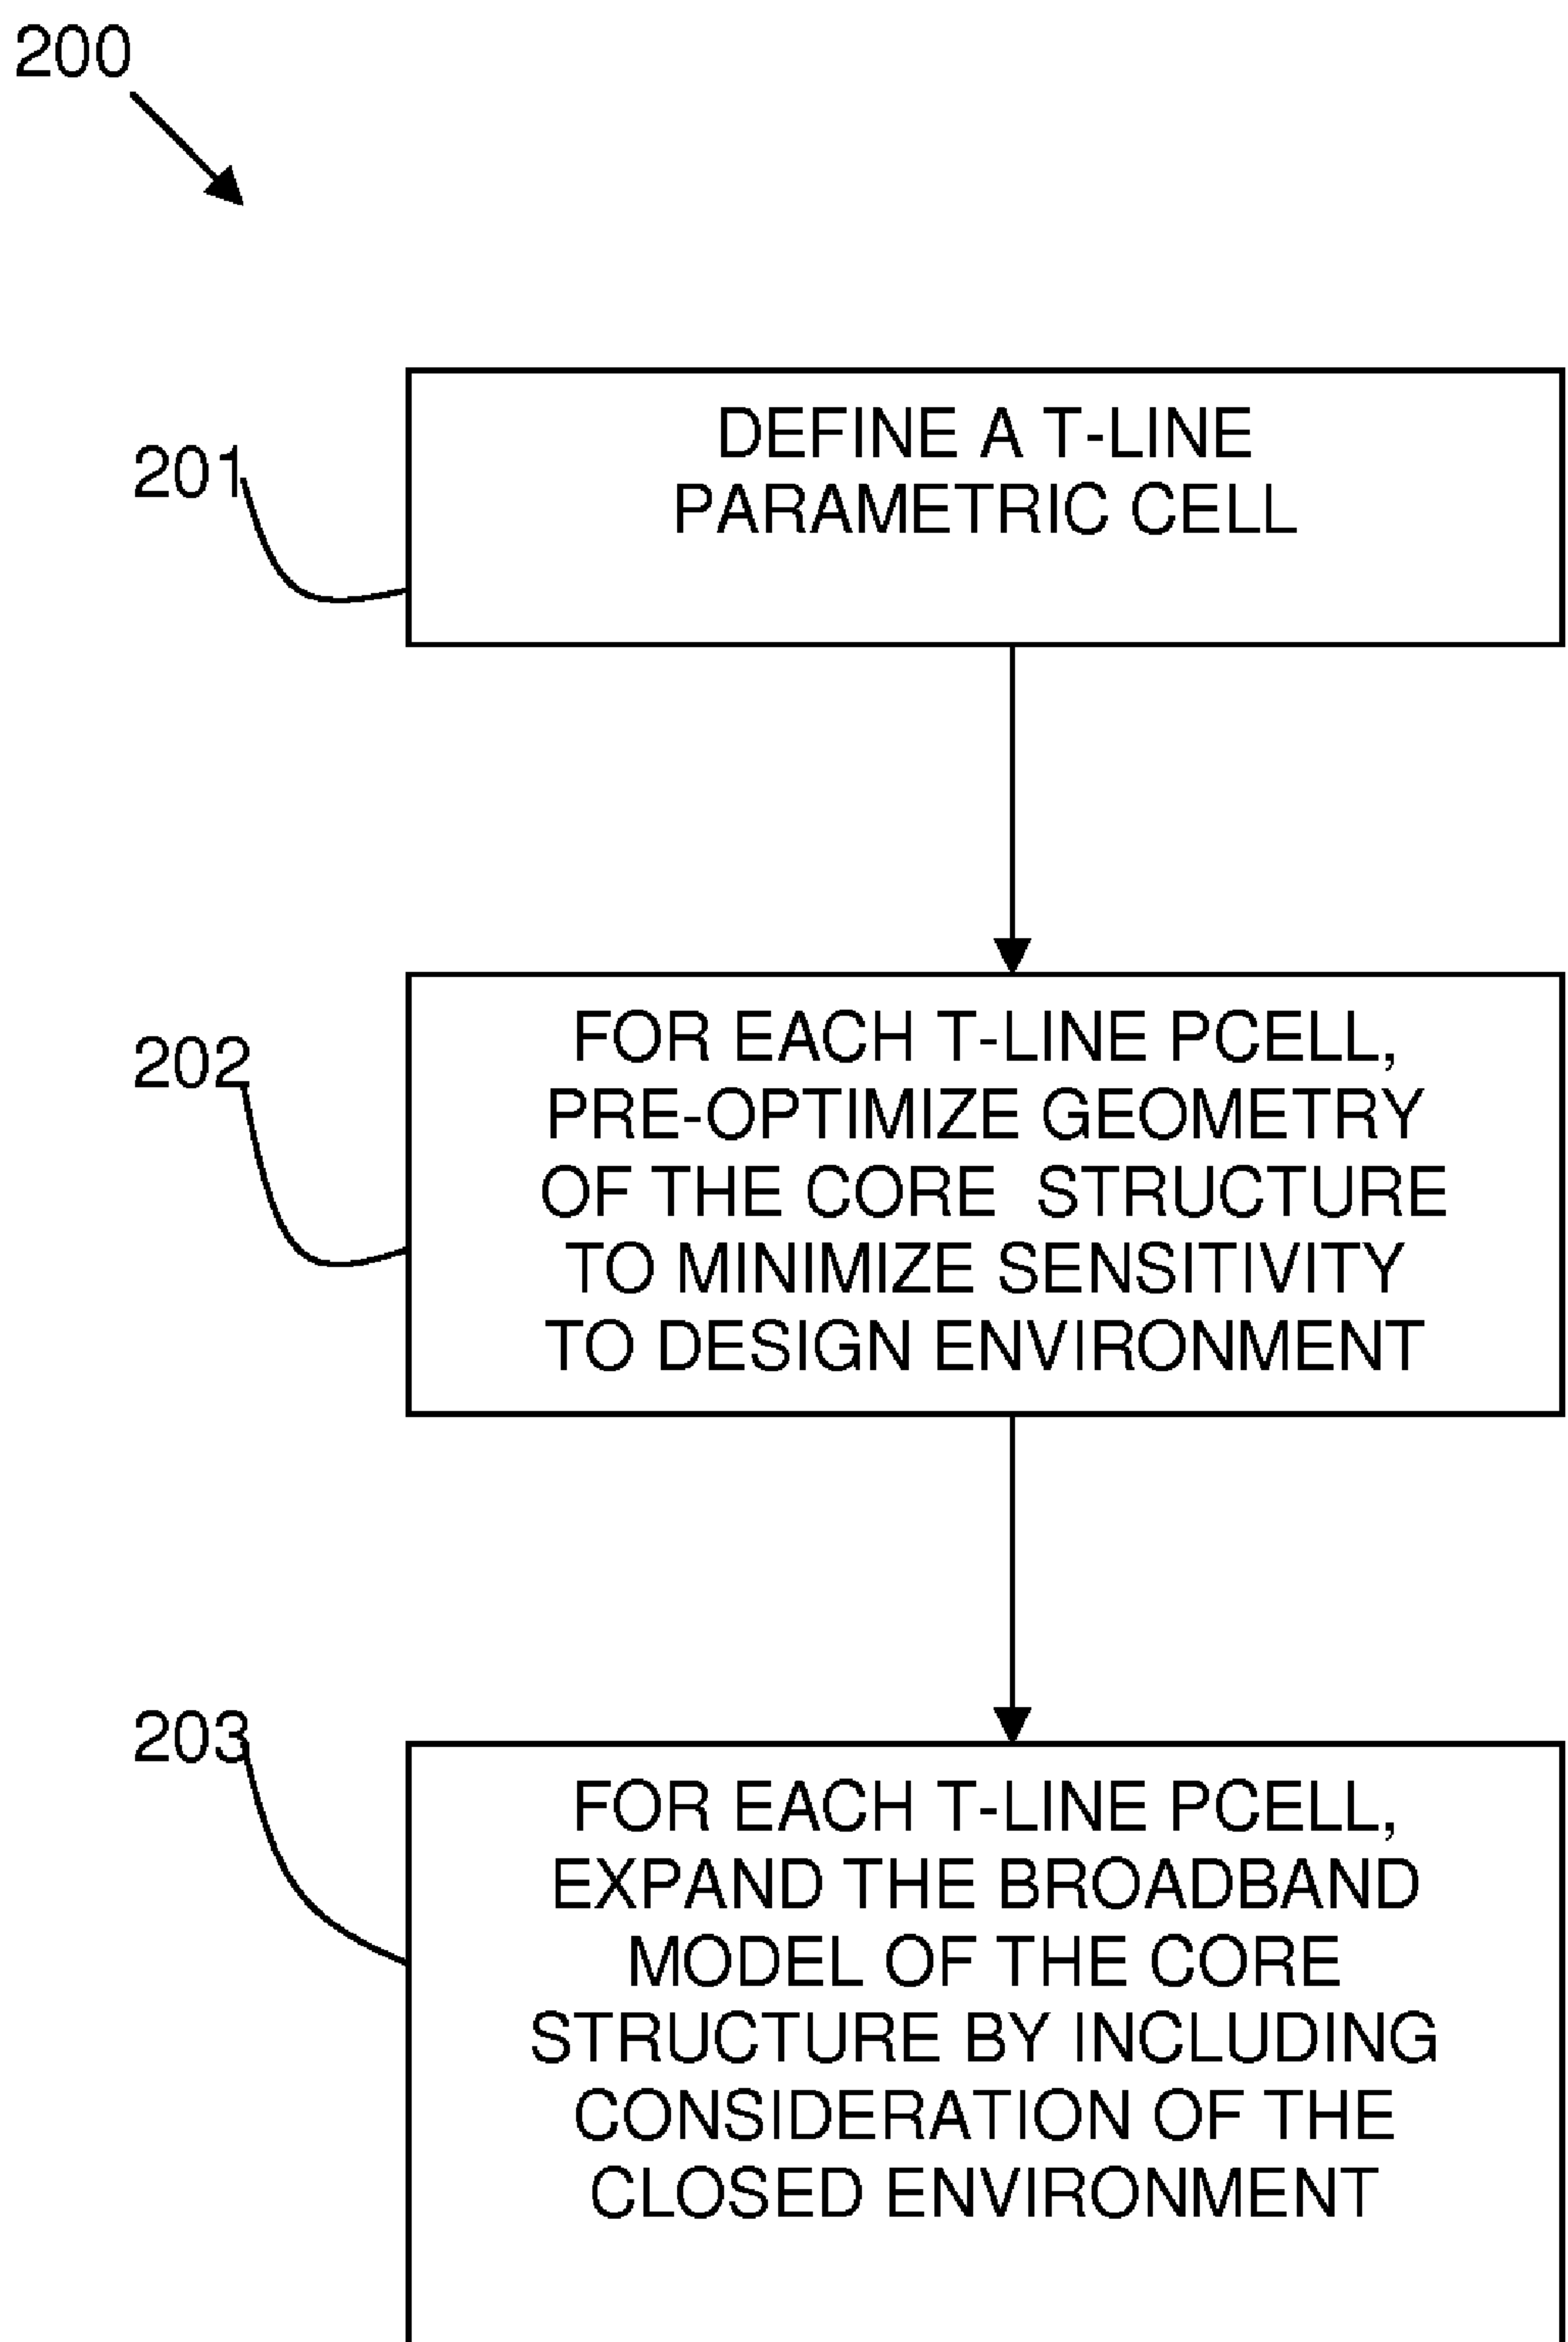 200
201
DEFINE A T-LINE
PARAMETRIC CELL
202
FOR EACH T-LINE PCELL,
PRE-OPTIMIZE GEOMETRY
OF THE CORE STRUCTURE
TO MINIMIZE SENSITIVITY
TO DESIGN ENVIRONMENT
203
FOR EACH T-LINE PCELL,
EXPAND THE BROADBAND
MODEL OF THE CORE
STRUCTURE BY INCLUDING
CONSIDERATION OF THE
CLOSED ENVIRONMENT